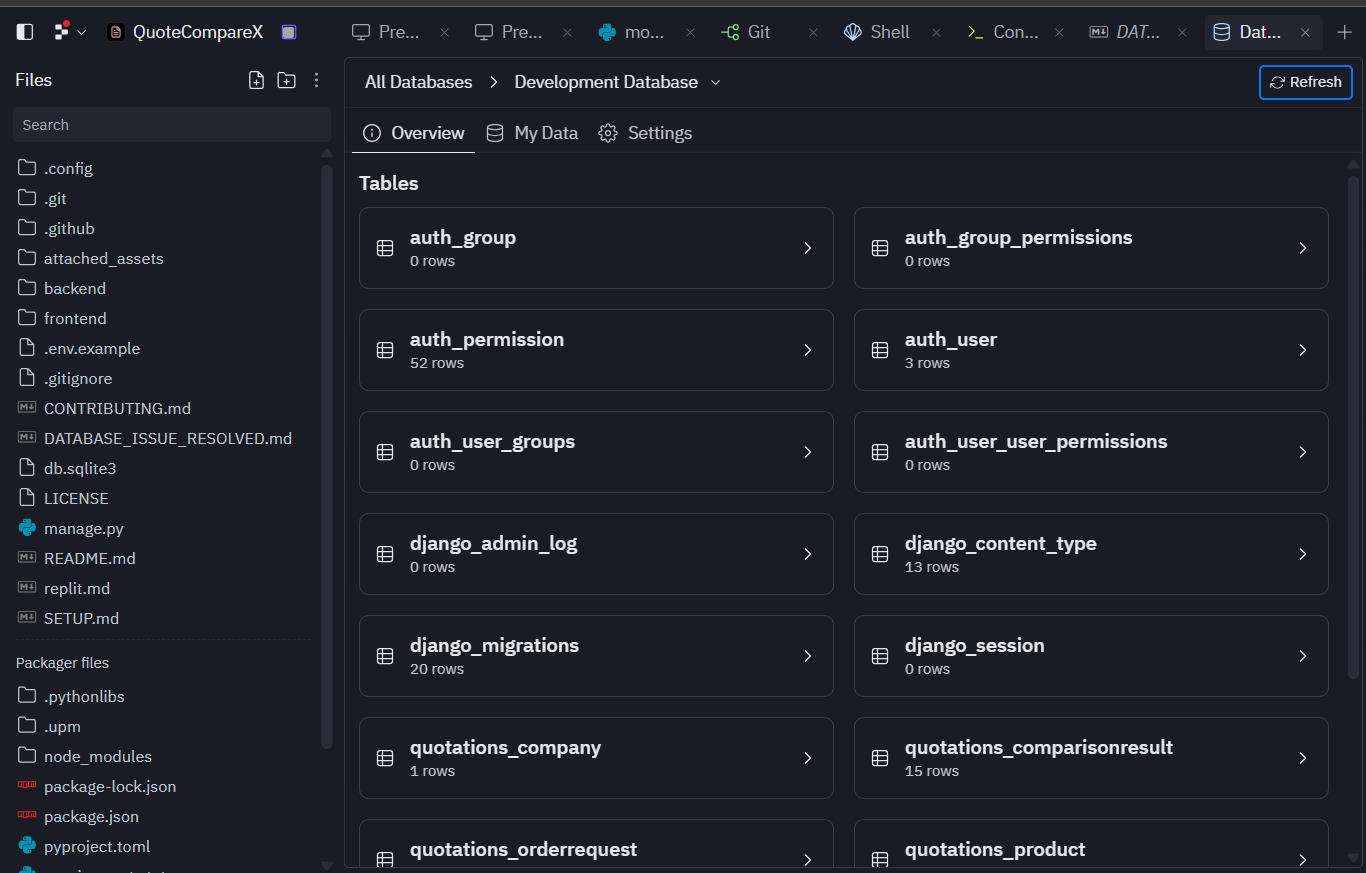 QuoteCompareX
Pre...
Pre...
mo...
Git
Shell
Con...
DAT...
Dat...
Files
Search
.config
.git
.github
attached_assets
backend
frontend
.env.example
.gitignore
CONTRIBUTING.md
DATABASE_ISSUE_RESOLVED.md
db.sqlite3
LICENSE
manage.py
README.md
replit.md
SETUP.md
Packager files
.pythonlibs
.upm
node_modules
package-lock.json
package.json
pyproject.toml
All Databases > Development Database
Refresh
Overview
My Data
Settings
Tables
auth_group
0 rows
auth_group_permissions
0 rows
auth_permission
52 rows
auth_user
3 rows
auth_user_groups
0 rows
auth_user_user_permissions
0 rows
django_admin_log
0 rows
django_content_type
13 rows
django_migrations
20 rows
django_session
0 rows
quotations_company
1 rows
quotations_comparisonresult
15 rows
quotations_orderrequest
quotations_product